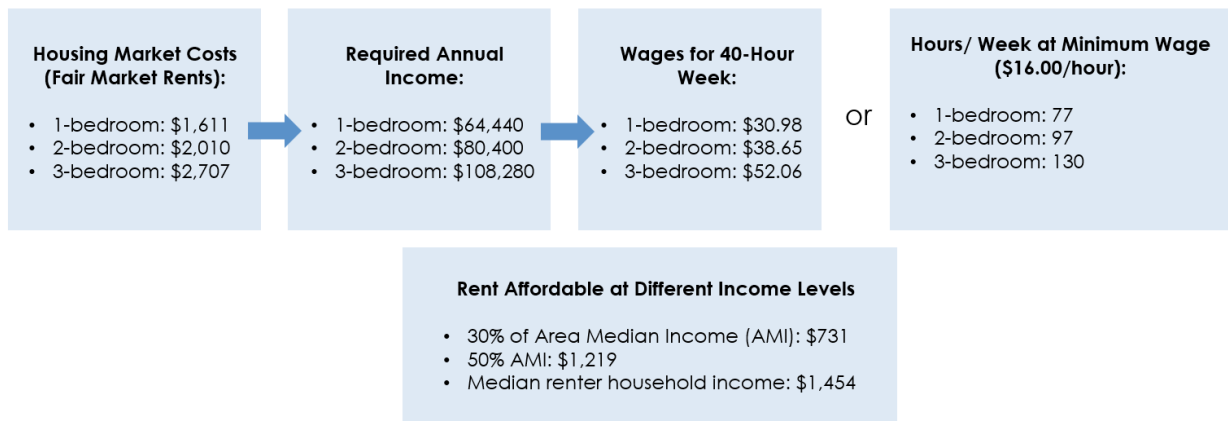 Housing Market Costs
(Fair Market Rents):
• 1-bedroom: $1,611
• 2-bedroom: $2,010
• 3-bedroom: $2,707
Required Annual
Income:
• 1-bedroom: $64,440
• 2-bedroom: $80,400
• 3-bedroom: $108,280
Wages for 40-Hour
Week:
• 1-bedroom: $30.98
• 2-bedroom: $38.65
• 3-bedroom: $52.06
or
Hours/ Week at Minimum Wage
($16.00/hour):
• 1-bedroom: 77
• 2-bedroom: 97
• 3-bedroom: 130
Rent Affordable at Different Income Levels
• 30% of Area Median Income (AMI): $731
• 50% AMI: $1,219
• Median renter household income: $1,454